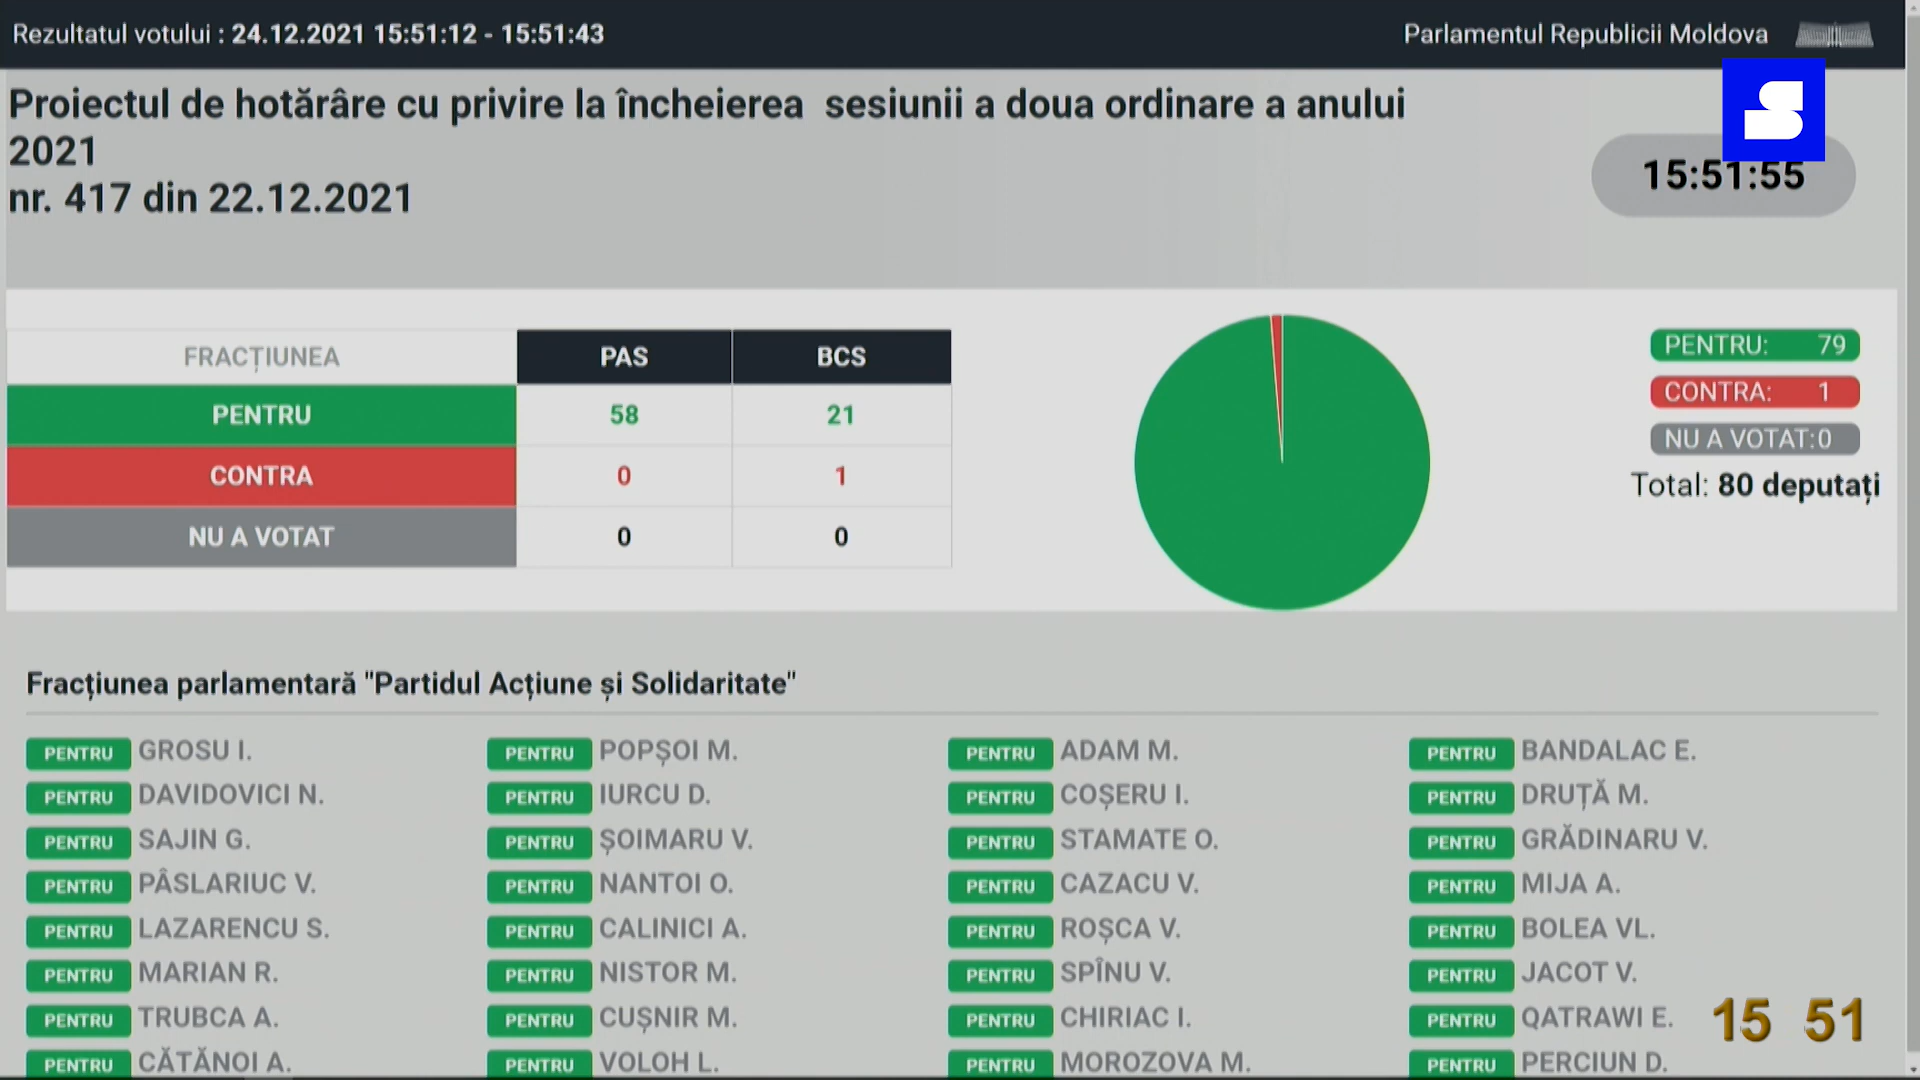 Rezultatul votului : 24.12.2021 15:51:12 - 15:51:43
Parlamentul Republicii Moldova
Proiectul de hotărâre cu privire la încheierea sesiunii a doua ordinare a anului
2021
nr. 417 din 22.12.2021
S
15:51:55
FRACȚIUNEA PAS BCS
PENTRU 58 21
CONTRA 0 1
NU A VOTAT 0 0
PENTRU: 79
CONTRA: 1
NU A VOTAT:0
Total: 80 deputați
Fracțiunea parlamentară "Partidul Acțiune și Solidaritate"
PENTRU GROSU I. PENTRU POPȘOI M. PENTRU ADAM M. PENTRU BANDALAC E.
PENTRU DAVIDOVICI N. PENTRU IURCU D. PENTRU COȘERU I. PENTRU DRUȚĂ M.
PENTRU SAJIN G. PENTRU ȘOIMARU V. PENTRU STAMATE O. PENTRU GRĂDINARU V.
PENTRU PÂSLARIUC V. PENTRU NANTOI O. PENTRU CAZACU V. PENTRU MIJA A.
PENTRU LAZARENCU S. PENTRU CALINICI A. PENTRU ROȘCA V. PENTRU BOLEA VL.
PENTRU MARIAN R. PENTRU NISTOR M. PENTRU SPÎNU V. PENTRU JACOT V.
PENTRU TRUBCA A. PENTRU CUȘNIR M. PENTRU CHIRIAC I. PENTRU QATRAWI E.
PENTRU CĂTĂNOI A. PENTRU VOLOH L. PENTRU MOROZOVA M. PENTRU PERCIUN D.
15 51